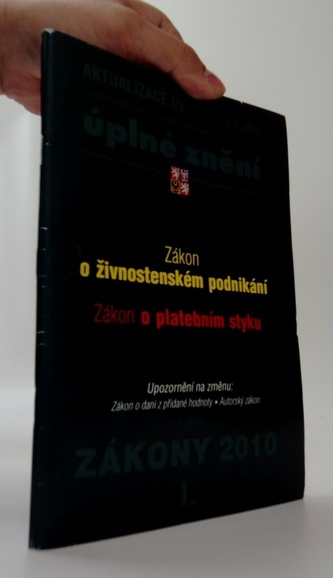 AKTUALIZACE I/2
úplné znění
Zákon
o živnostenském podnikání
Zákon o platebním styku
Upozornění na změnu:
Zákon o dani z přidané hodnoty • Autorský zákon
ZÁKONY 2010